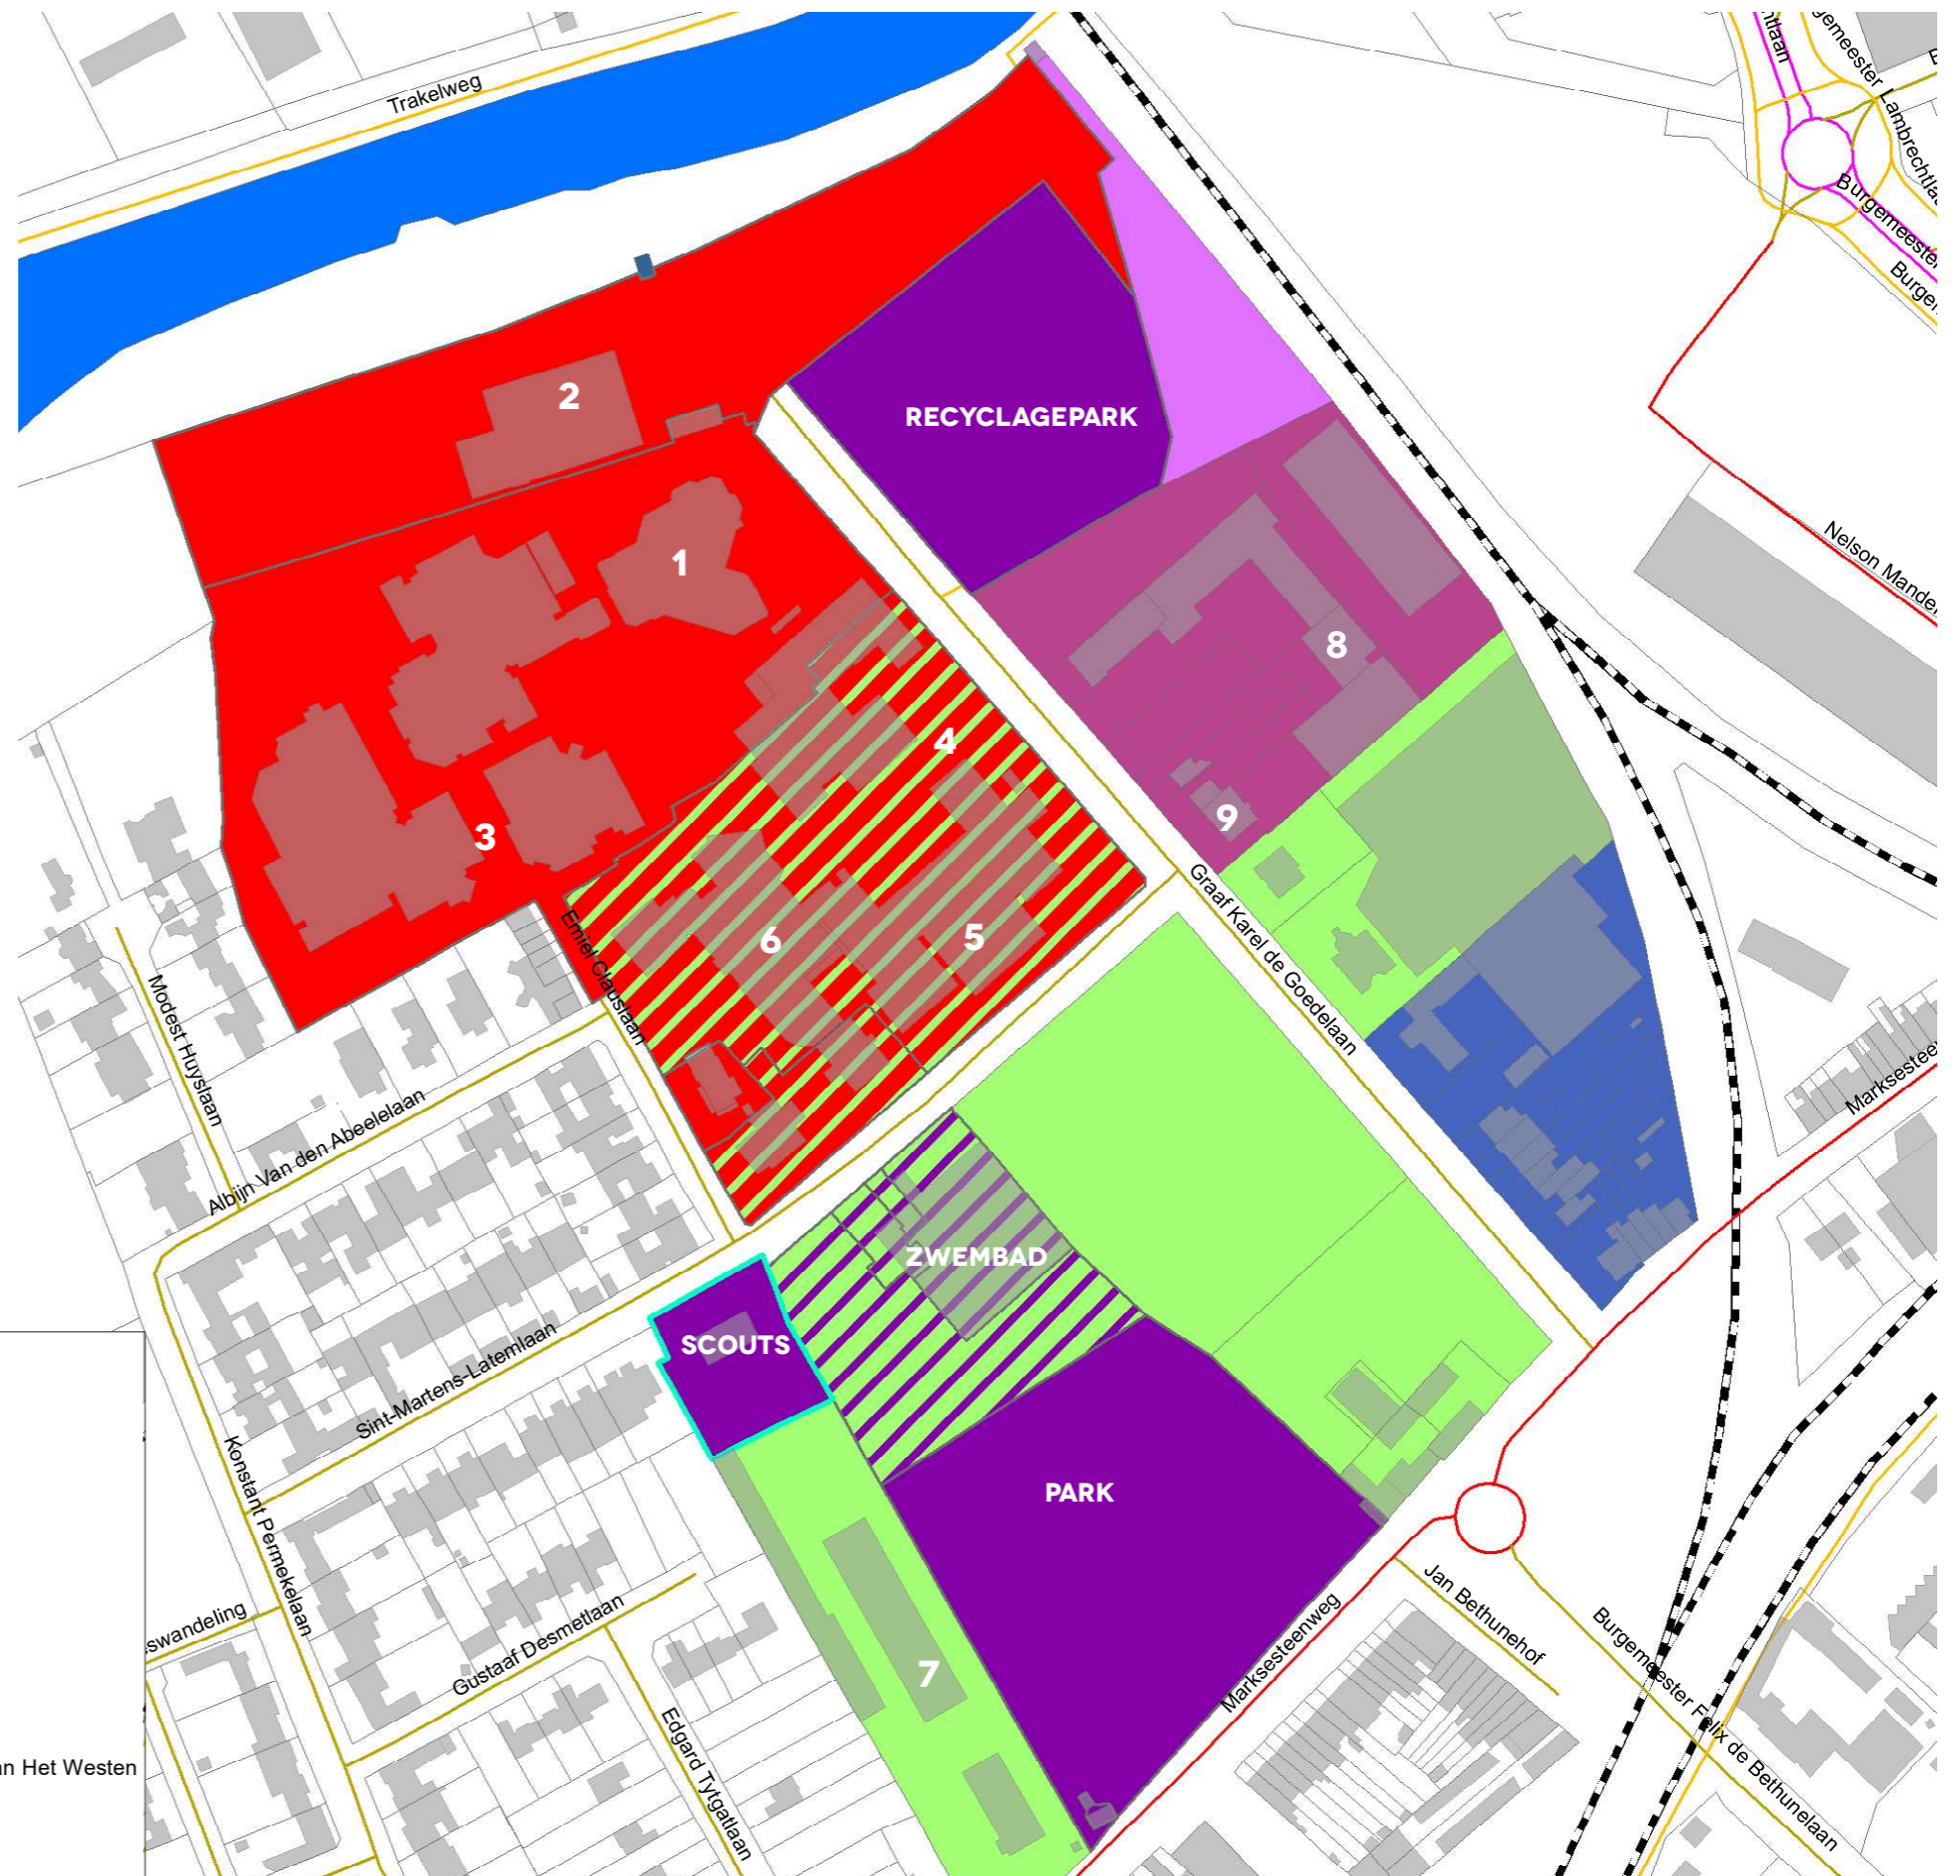 Trakelweg
Burgemeester Lambrechtlaan
2
RECYCLAGEPARK
1
Nelson Mandel
8
4
9
3
5
6
Graaf Karel de Goedelaan
Emiel Clauslaan
Modest Huyslaan
Marksestee
Albijn Van den Abeelelaan
ZWEMBAD
SCOUTS
Sint-Martens-Latemlaan
PARK
Konstant Permekelaan
Jan Bethunehof
swandeling
Gustaaf Desmetlaan
7
Marksesteenweg
Burgemeester Felix de Bethunelaan
Edgard Tytgatlaan
an Het Westen